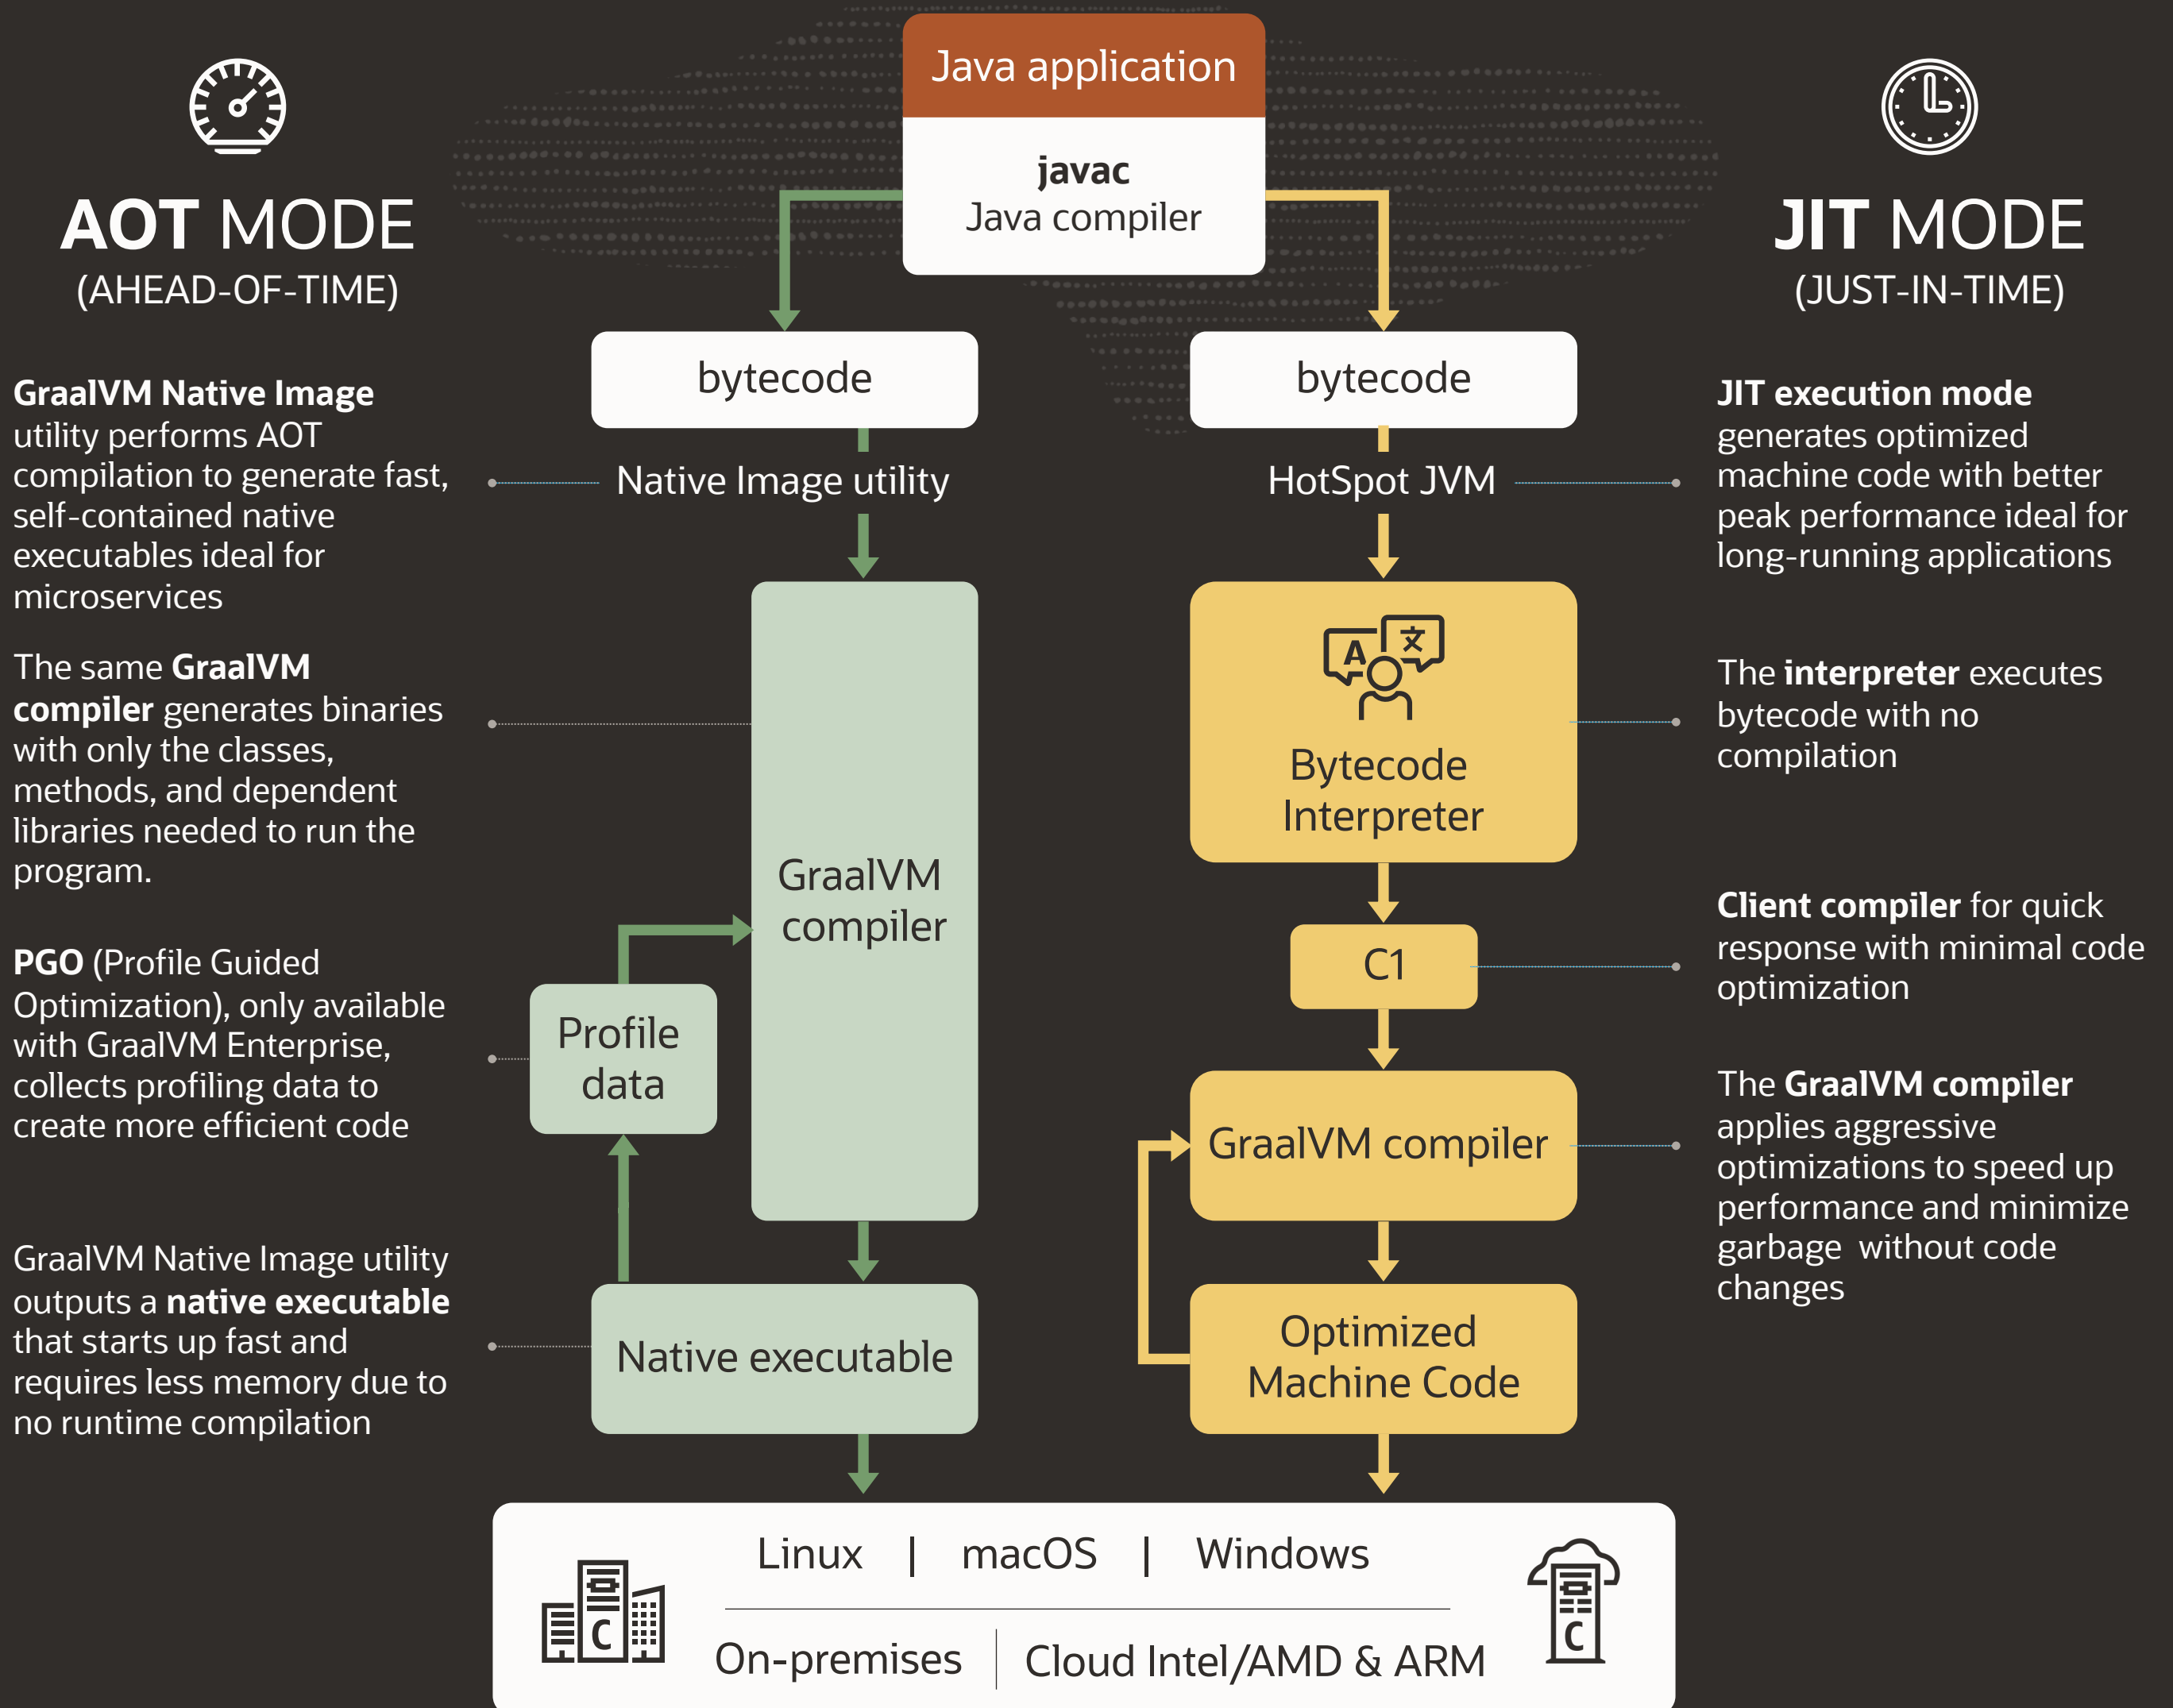 Java application
javac
Java compiler
AOT MODE
(AHEAD-OF-TIME)
GraalVM Native Image
utility performs AOT
compilation to generate fast,
self-contained native
executables ideal for
microservices
The same GraalVM
compiler generates binaries
with only the classes,
methods, and dependent
libraries needed to run the
program.
PGO (Profile Guided
Optimization), only available
with GraalVM Enterprise,
collects profiling data to
create more efficient code
GraalVM Native Image utility
outputs a native executable
that starts up fast and
requires less memory due to
no runtime compilation
bytecode
Native Image utility
GraalVM
compiler
Profile
data
Native executable
bytecode
HotSpot JVM
A 文
Bytecode
Interpreter
C1
GraalVM compiler
Optimized
Machine Code
JIT MODE
(JUST-IN-TIME)
JIT execution mode
generates optimized
machine code with better
peak performance ideal for
long-running applications
The interpreter executes
bytecode with no
compilation
Client compiler for quick
response with minimal code
optimization
The GraalVM compiler
applies aggressive
optimizations to speed up
performance and minimize
garbage  without code
changes
Linux | macOS | Windows
On-premises | Cloud Intel/AMD & ARM
C
C